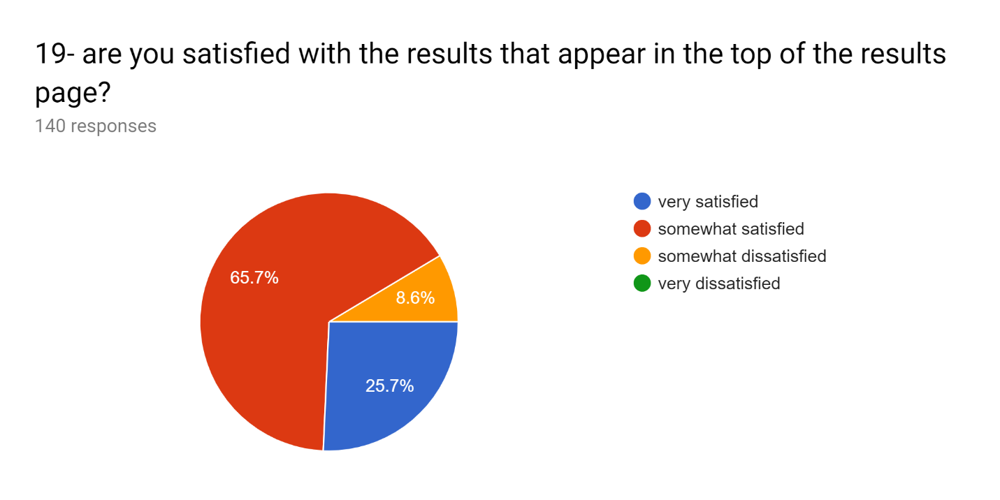 19- are you satisfied with the results that appear in the top of the results
page?
140 responses
65.7%
8.6%
25.7%
very satisfied
somewhat satisfied
somewhat dissatisfied
very dissatisfied